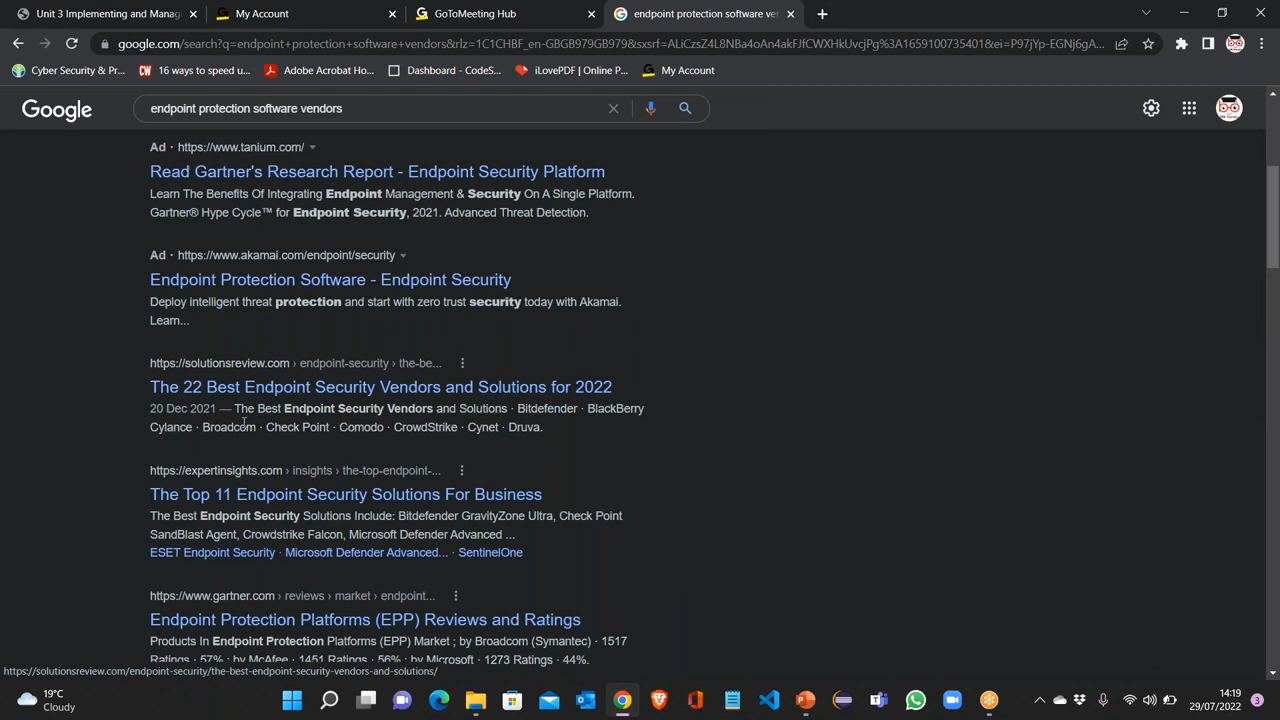 Unit 3 Implementing and Manag
My Account
GoToMeeting Hub
endpoint protection software ven
google.com/search?q=endpoint+protection+software+vendors&rlz=1C1CHBF_en-GBGB979GB979&sxsrf=ALiCzsZ4L8NBa4oAn4akFJfCWXHkUvcjPg%3A1659100735401&ei=P97jYp-EGNj6gA...
Cyber Security & Pr...
CW 16 ways to speed u...
Adobe Acrobat Ho...
Dashboard - CodeS...
iLovePDF | Online P...
My Account
Google
endpoint protection software vendors
Ad · https://www.tanium.com/
Read Gartner's Research Report - Endpoint Security Platform
Learn The Benefits Of Integrating Endpoint Management & Security On A Single Platform.
Gartner® Hype Cycle™ for Endpoint Security, 2021. Advanced Threat Detection.
Ad · https://www.akamai.com/endpoint/security
Endpoint Protection Software - Endpoint Security
Deploy intelligent threat protection and start with zero trust security today with Akamai.
Learn...
https://solutionsreview.com › endpoint-security › the-be...
The 22 Best Endpoint Security Vendors and Solutions for 2022
20 Dec 2021 — The Best Endpoint Security Vendors and Solutions · Bitdefender · BlackBerry
Cylance · Broadcom · Check Point · Comodo · CrowdStrike · Cynet · Druva.
https://expertinsights.com › insights › the-top-endpoint-...
The Top 11 Endpoint Security Solutions For Business
The Best Endpoint Security Solutions Include: Bitdefender GravityZone Ultra, Check Point
SandBlast Agent, Crowdstrike Falcon, Microsoft Defender Advanced ...
ESET Endpoint Security · Microsoft Defender Advanced... · SentinelOne
https://www.gartner.com › reviews › market › endpoint...
Endpoint Protection Platforms (EPP) Reviews and Ratings
Products In Endpoint Protection Platforms (EPP) Market ; by Broadcom (Symantec) · 1517
Ratings · 57% ; by McAfee · 1451 Ratings · 56% ; by Microsoft · 1273 Ratings · 44%.
https://solutionsreview.com/endpoint-security/the-best-endpoint-security-vendors-and-solutions/
19°C
Cloudy
14:19
29/07/2022
3